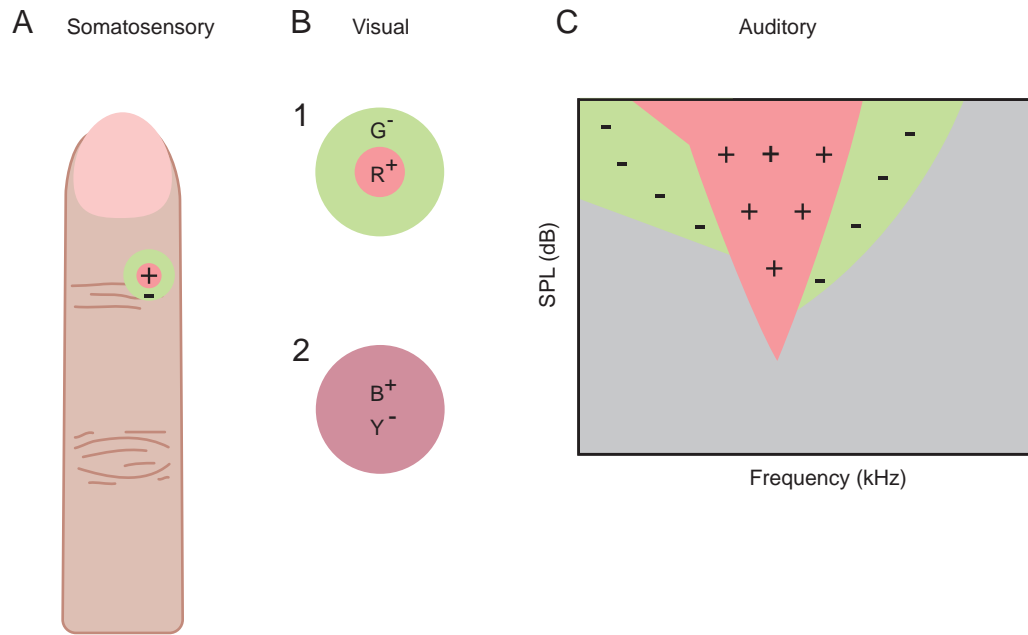 A Somatosensory
B Visual
C Auditory
1
G-
R+
+
-
2
B+
Y-
- - - -
+ + +
+ +
+
- - - -
SPL (dB)
Frequency (kHz)